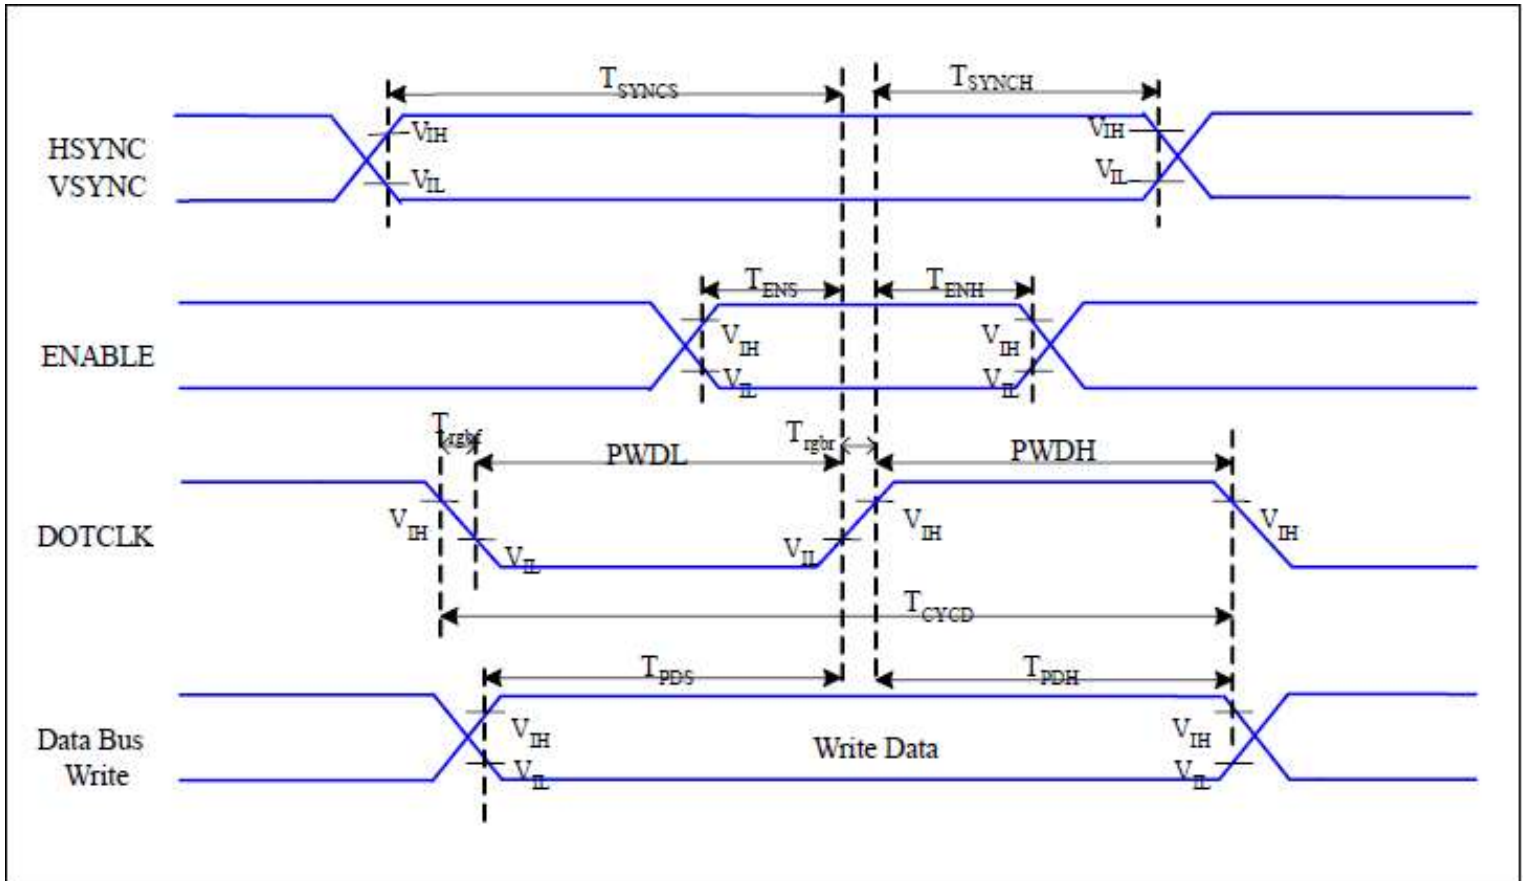 TSYNCS TSYNCH
HSYNC
VSYNC
VIH VIH
VIL VIL
TENS TENH
ENABLE
VIH VIH
VIL VIL
Trgbf PWDL Trgbr PWDH
DOTCLK
VIH VIH VIH
VIL VIL
TCYCD
TPDS TPDH
Data Bus
Write
VIH Write Data VIH
VIL VIL